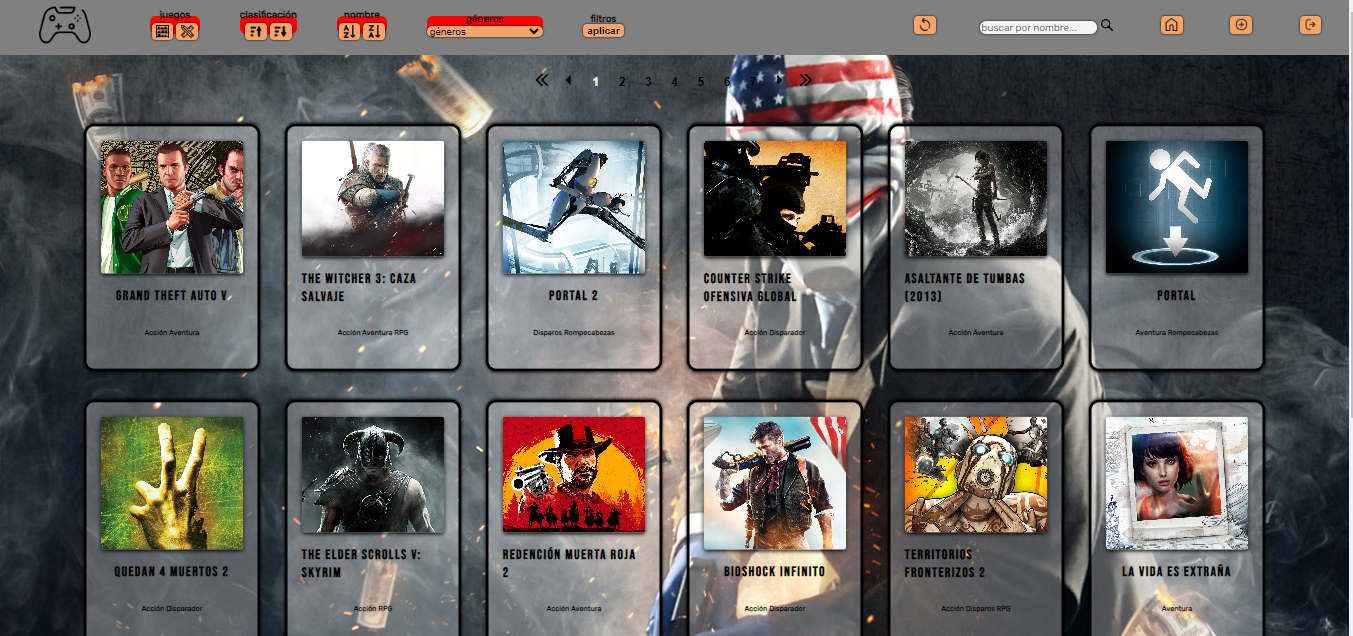 juegos
clasificación
nombre
géneros
filtros
géneros
aplicar
buscar por nombre...
1 2 3 4 5 6 7
GRAND THEFT AUTO V
Acción Aventura
THE WITCHER 3: CAZA
SALVAJE
Acción Aventura RPG
PORTAL 2
Disparos Rompecabezas
COUNTER STRIKE
OFENSIVA GLOBAL
Acción Disparador
ASALTANTE DE TUMBAS
(2013)
Acción Aventura
PORTAL
Aventura Rompecabezas
QUEDAN 4 MUERTOS 2
Acción Disparador
THE ELDER SCROLLS V:
SKYRIM
Acción RPG
REDENCIÓN MUERTA ROJA
2
Acción Aventura
BIOSHOCK INFINITO
Acción Disparador
TERRITORIOS
FRONTERIZOS 2
Acción Disparos RPG
LA VIDA ES EXTRAÑA
Aventura